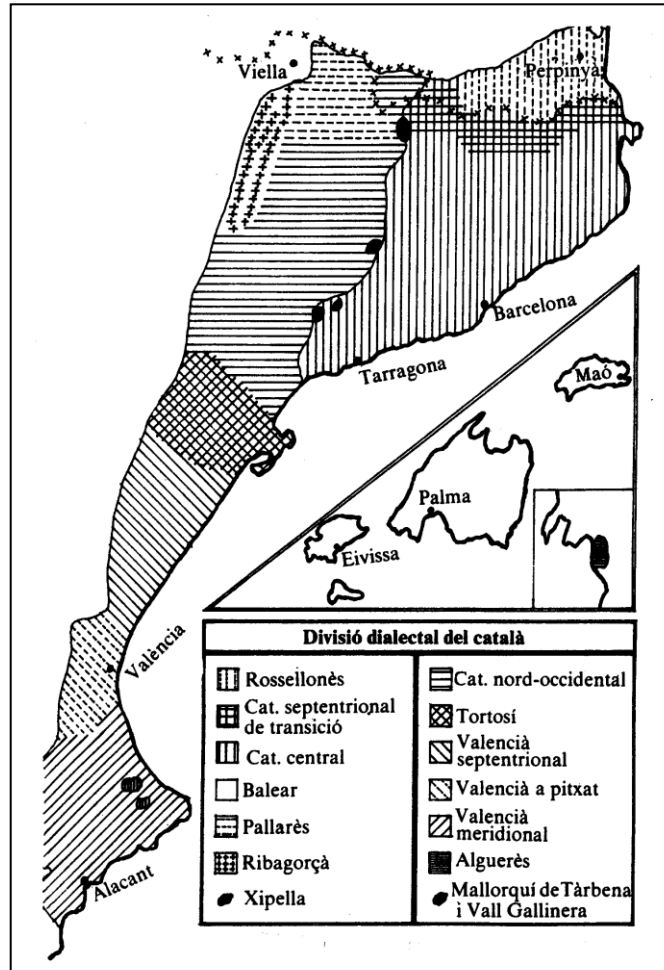 Viella
Perpinyà
Barcelona
Tarragona
Maó
Palma
Eivissa
València
Alacant
Divisió dialectal del català
Rossellonès
Cat. septentrional
de transició
Cat. central
Balear
Pallarès
Ribagorçà
Xipella
Cat. nord-occidental
Tortosí
Valencià
septentrional
Valencià a pitxat
Valencià
meridional
Alguerès
Mallorquí de Tàrbena
i Vall Gallinera